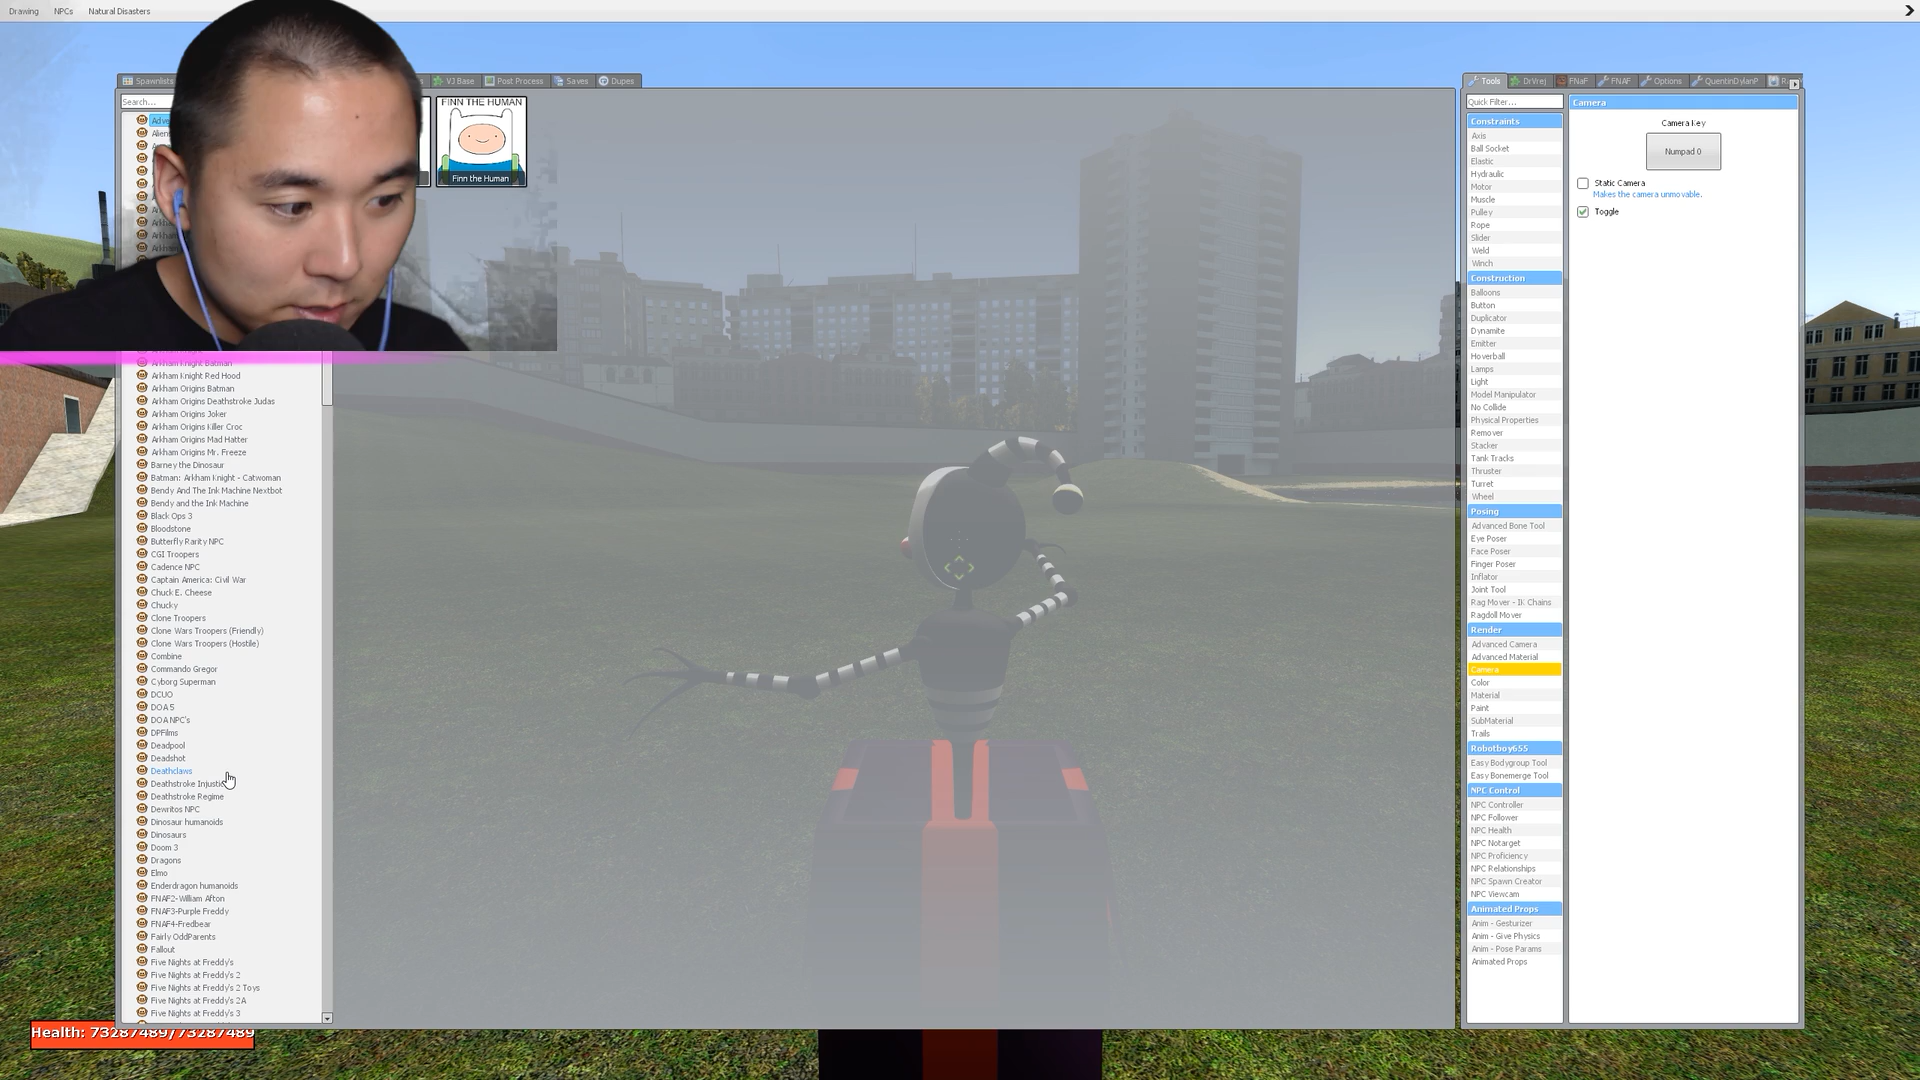 Drawing
NPCs
Natural Disasters
Spawnlists
VJ Base
Post Process
Saves
Dupes
Search...
FINN THE HUMAN
Finn the Human
Arkham Knight Batman
Arkham Knight Red Hood
Arkham Origins Batman
Arkham Origins Deathstroke Judas
Arkham Origins Joker
Arkham Origins Killer Croc
Arkham Origins Mad Hatter
Arkham Origins Mr. Freeze
Barney the Dinosaur
Batman: Arkham Knight - Catwoman
Bendy And The Ink Machine Nextbot
Bendy and the Ink Machine
Black Ops 3
Bloodstone
Butterfly Rarity NPC
CGI Troopers
Cadence NPC
Captain America: Civil War
Chuck E. Cheese
Chucky
Clone Troopers
Clone Wars Troopers (Friendly)
Clone Wars Troopers (Hostile)
Combine
Commando Gregor
Cyborg Superman
DCUO
DOA 5
DOA NPC's
DPFilms
Deadpool
Deadshot
Deathclaws
Deathstroke Injustic
Deathstroke Regime
Dewritos NPC
Dinosaur humanoids
Dinosaurs
Doom 3
Dragons
Elmo
Enderdragon humanoids
FNAF2-William Afton
FNAF3-Purple Freddy
FNAF4-Fredbear
Fairly OddParents
Fallout
Five Nights at Freddy's
Five Nights at Freddy's 2
Five Nights at Freddy's 2 Toys
Five Nights at Freddy's 2A
Five Nights at Freddy's 3
Health: 73287489/73287489
Tools
DrVrej
FNaF
FNAF
Options
QuentinDylanP
Quick Filter...
Constraints
Axis
Ball Socket
Elastic
Hydraulic
Motor
Muscle
Pulley
Rope
Slider
Weld
Winch
Construction
Balloons
Button
Duplicator
Dynamite
Emitter
Hoverball
Lamps
Light
Model Manipulator
No Collide
Physical Properties
Remover
Stacker
Tank Tracks
Thruster
Turret
Wheel
Posing
Advanced Bone Tool
Eye Poser
Face Poser
Finger Poser
Inflator
Joint Tool
Rag Mover - IK Chains
Ragdoll Mover
Render
Advanced Camera
Advanced Material
Camera
Color
Material
Paint
SubMaterial
Trails
Robotboy655
Easy Bodygroup Tool
Easy Bonemerge Tool
NPC Control
NPC Controller
NPC Follower
NPC Health
NPC Notarget
NPC Proficiency
NPC Relationships
NPC Spawn Creator
NPC Viewcam
Animated Props
Anim - Gesturizer
Anim - Give Physics
Anim - Pose Params
Animated Props
Camera
Camera Key
Numpad 0
Static Camera
Makes the camera unmovable.
Toggle